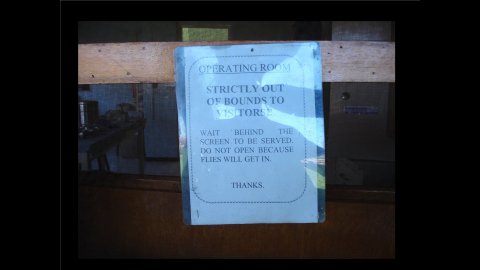 OPERATING ROOM
STRICTLY OUT
OF BOUNDS TO
VISITORS!
WAIT BEHIND THE
SCREEN TO BE SERVED.
DO NOT OPEN BECAUSE
FLIES WILL GET IN.
THANKS.